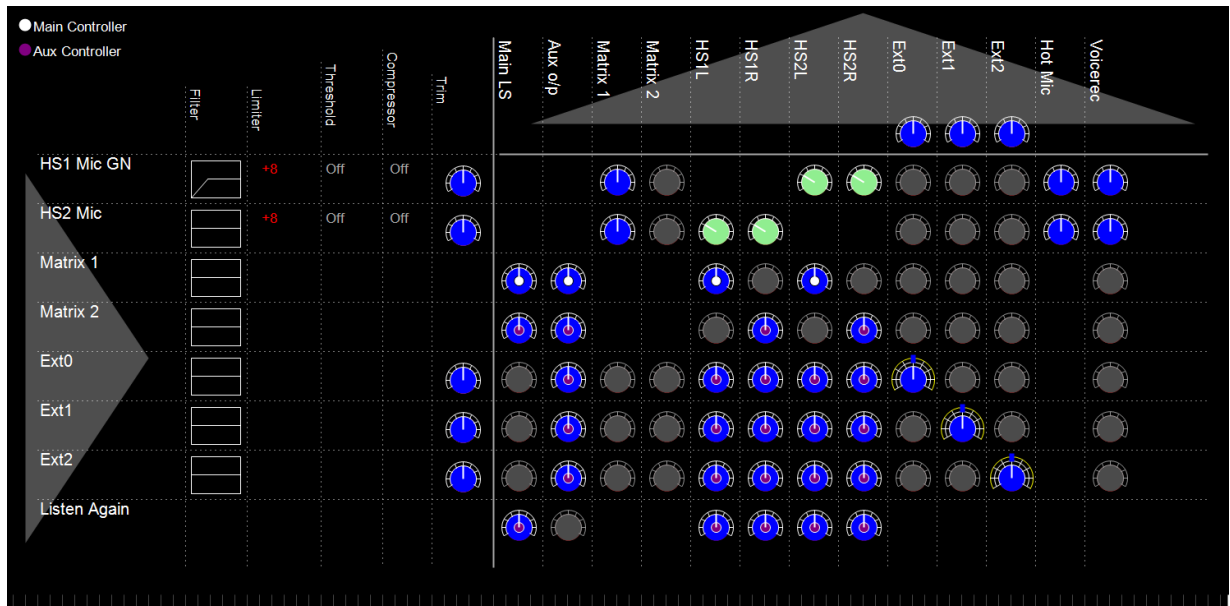 Main Controller
Aux Controller
Filter
Limiter
Threshold
Compressor
Trim
Main LS
Aux o/p
Matrix 1
Matrix 2
HS1L
HS1R
HS2L
HS2R
Ext0
Ext1
Ext2
Hot Mic
Voicerec
HS1 Mic GN +8 Off Off
HS2 Mic +8 Off Off
Matrix 1
Matrix 2
Ext0
Ext1
Ext2
Listen Again